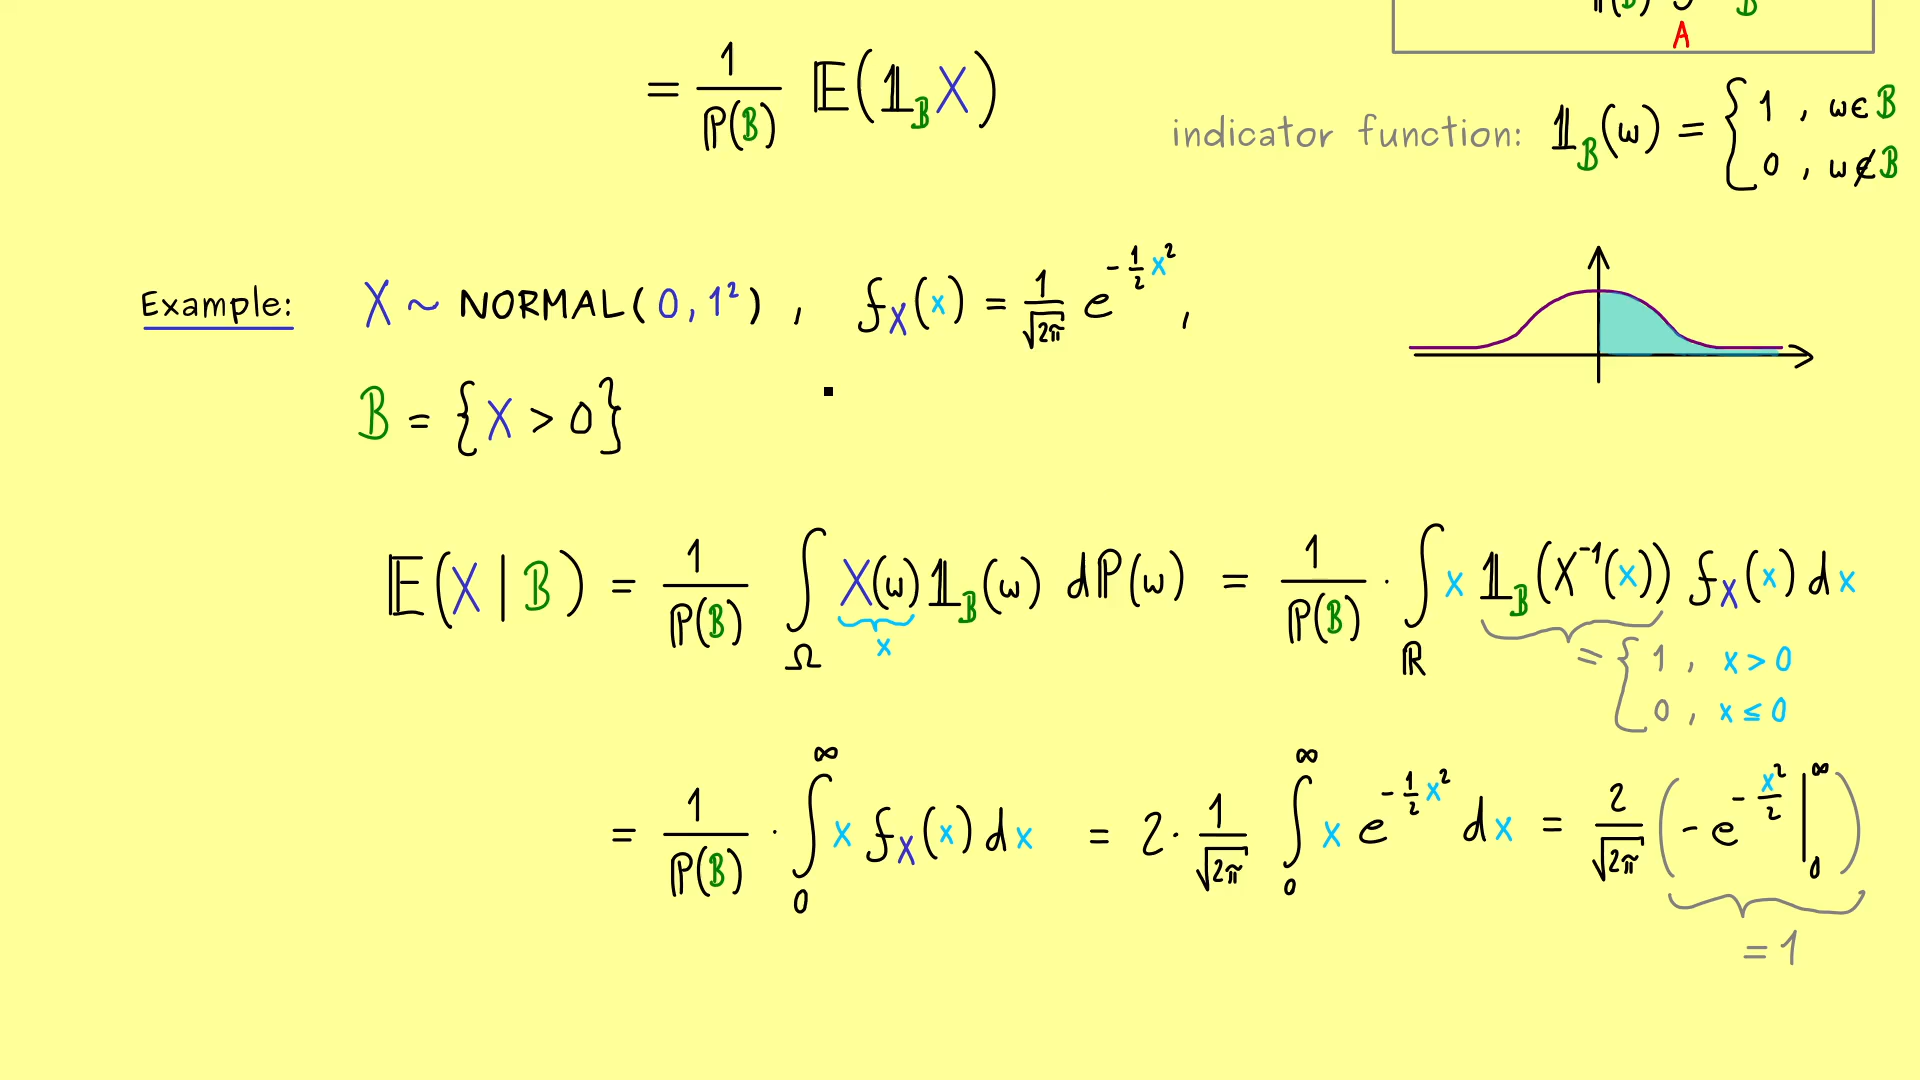 = 1/ℙ(B) 𝔼(𝟙_B X)
A
indicator function: 𝟙_B(ω) = { 1 , ω∈B
0 , ω∉B
Example: X ~ NORMAL(0,1²) , f_X(x) = 1/√2π e^(-½x²) ,
B = {X > 0}
𝔼(X | B) = 1/ℙ(B) ∫_Ω X(ω) 𝟙_B(ω) dℙ(ω) = 1/ℙ(B) · ∫_ℝ x 𝟙_B(X⁻¹(x)) f_X(x) dx
x
= { 1 , x > 0
0 , x ≤ 0
= 1/ℙ(B) · ∫_0^∞ x f_X(x) dx = 2 · 1/√2π ∫_0^∞ x e^(-½x²) dx = 2/√2π ( - e^(-x²/2) |_0^∞ )
= 1